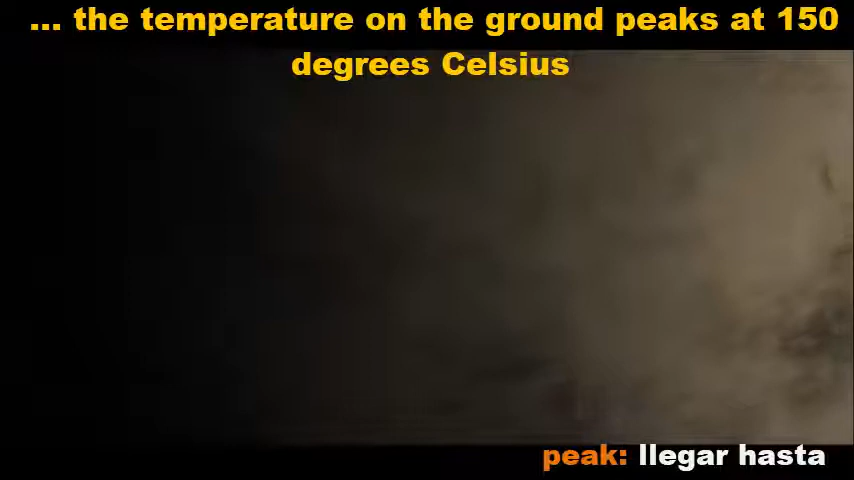 ... the temperature on the ground peaks at 150
degrees Celsius
peak: llegar hasta